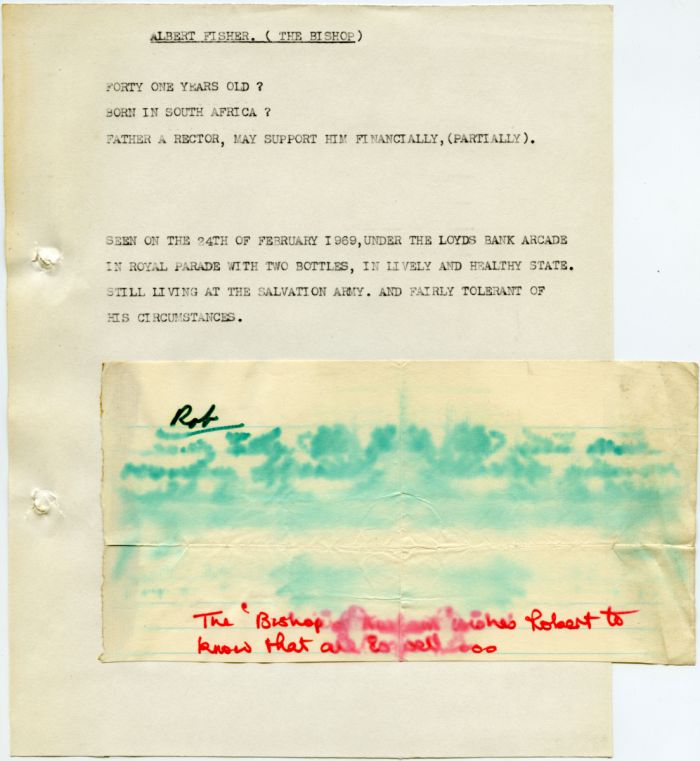 ALBERT FISHER. ( THE BISHOP)
FORTY ONE YEARS OLD ?
BORN IN SOUTH AFRICA ?
FATHER A RECTOR, MAY SUPPORT HIM FINANCIALLY,(PARTIALLY).
SEEN ON THE 24TH OF FEBRUARY 1969,UNDER THE LOYDS BANK ARCADE
IN ROYAL PARADE WITH TWO BOTTLES, IN LIVELY AND HEALTHY STATE.
STILL LIVING AT THE SALVATION ARMY. AND FAIRLY TOLERANT OF
HIS CIRCUMSTANCES.
Rob
The "Bishop wishes Robert to
know that all is well ...